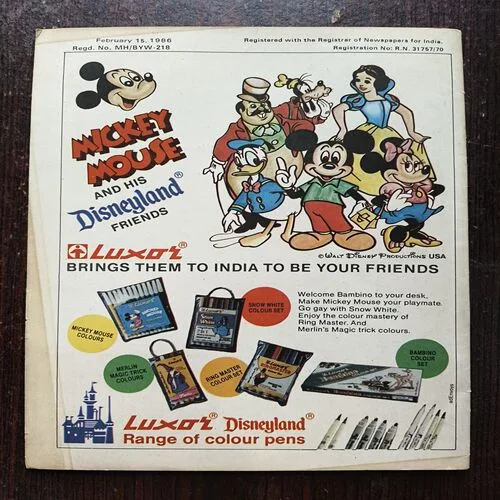 February 15, 1986
Regd. No. MH/BYW-218
Registered with the Registrar of Newspapers for India.
Registration No: R.N. 31757/70
MICKEY
MOUSE
AND HIS
Disneyland®
FRIENDS
© WALT DISNEY PRODUCTIONS USA
Luxor®
BRINGS THEM TO INDIA TO BE YOUR FRIENDS
MICKEY MOUSE
COLOURS
SNOW WHITE
COLOUR SET
Welcome Bambino to your desk,
Make Mickey Mouse your playmate.
Go gay with Snow White.
Enjoy the colour mastery of
Ring Master. And
Merlin's Magic trick colours.
MERLIN
MAGIC TRICK
COLOURS
RING MASTER
COLOUR SET
BAMBINO
COLOUR
SET
Luxor® Disneyland®
Range of colour pens